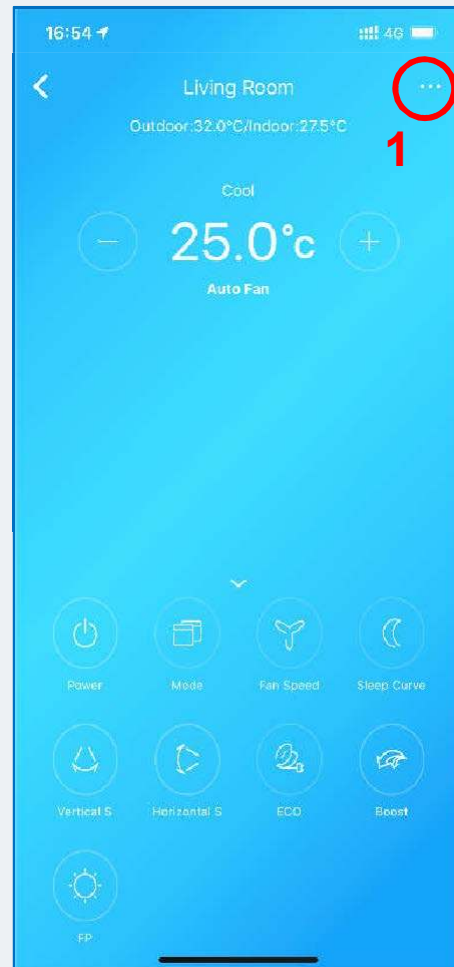 16:54 4G
Living Room
Outdoor:32.0°C/Indoor:27.5°C
1
Cool
25.0°c
Auto Fan
Power Mode Fan Speed Sleep Curve
Vertical S Horizontal S ECO Boost
FP